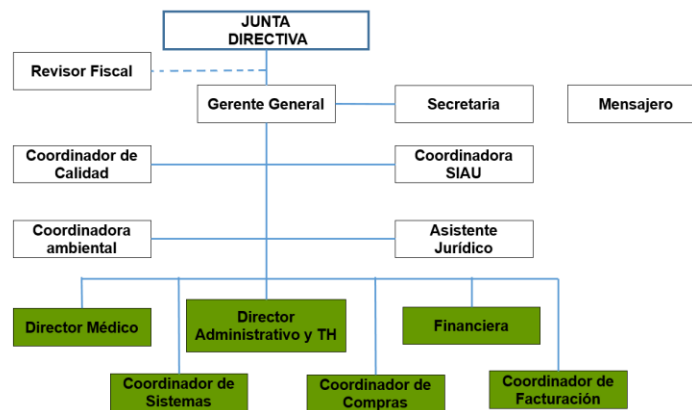 JUNTA
DIRECTIVA
Revisor Fiscal
Gerente General
Secretaria
Mensajero
Coordinador de
Calidad
Coordinadora
SIAU
Coordinadora
ambiental
Asistente
Jurídico
Director Médico
Director
Administrativo y TH
Financiera
Coordinador de
Sistemas
Coordinador de
Compras
Coordinador de
Facturación